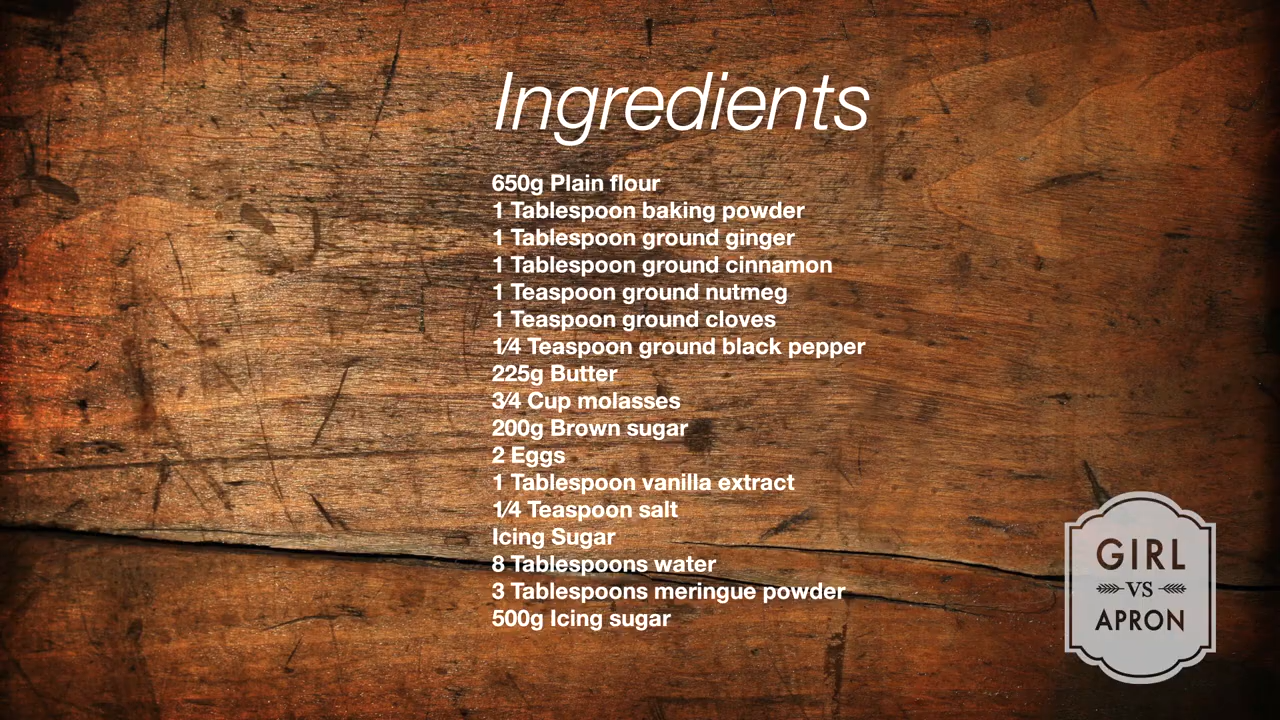 Ingredients
650g Plain flour
1 Tablespoon baking powder
1 Tablespoon ground ginger
1 Tablespoon ground cinnamon
1 Teaspoon ground nutmeg
1 Teaspoon ground cloves
1/4 Teaspoon ground black pepper
225g Butter
3/4 Cup molasses
200g Brown sugar
2 Eggs
1 Tablespoon vanilla extract
1/4 Teaspoon salt
Icing Sugar
8 Tablespoons water
3 Tablespoons meringue powder
500g Icing sugar
GIRL
VS
APRON